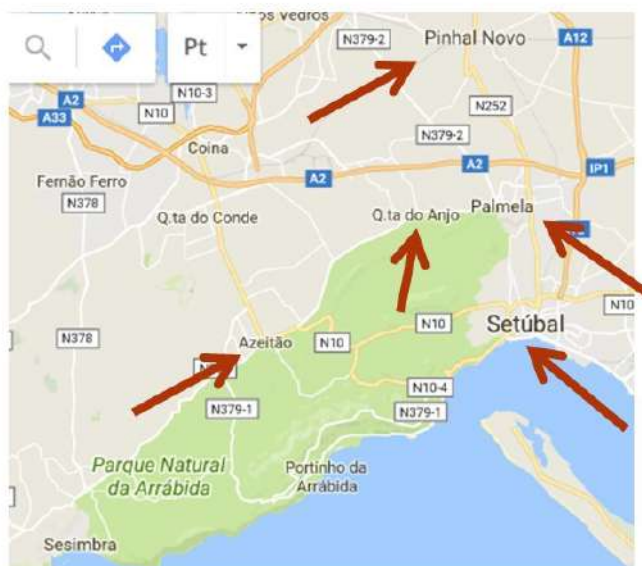 Pt
N379-2
Pinhal Novo
A12
A2
A33
N10-3
N10
Coina
N252
N379-2
A2
A2
IP1
Fernão Ferro
N378
Q.ta do Conde
Q.ta do Anjo
Palmela
N10
Setúbal
N378
Azeitão
N10
N10
N10-4
N379-1
N379-1
Parque Natural
da Arrábida
Portinho da
Arrábida
Sesimbra